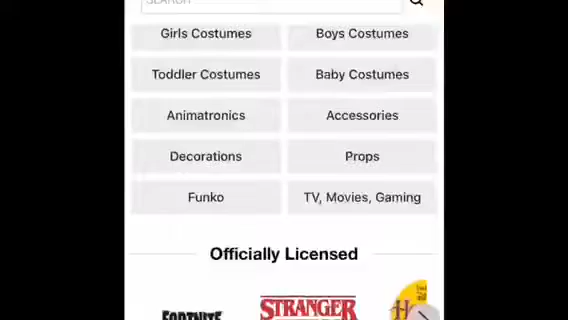 SEARCH
Girls Costumes
Boys Costumes
Toddler Costumes
Baby Costumes
Animatronics
Accessories
Decorations
Props
Funko
TV, Movies, Gaming
Officially Licensed
FORTNITE
STRANGER